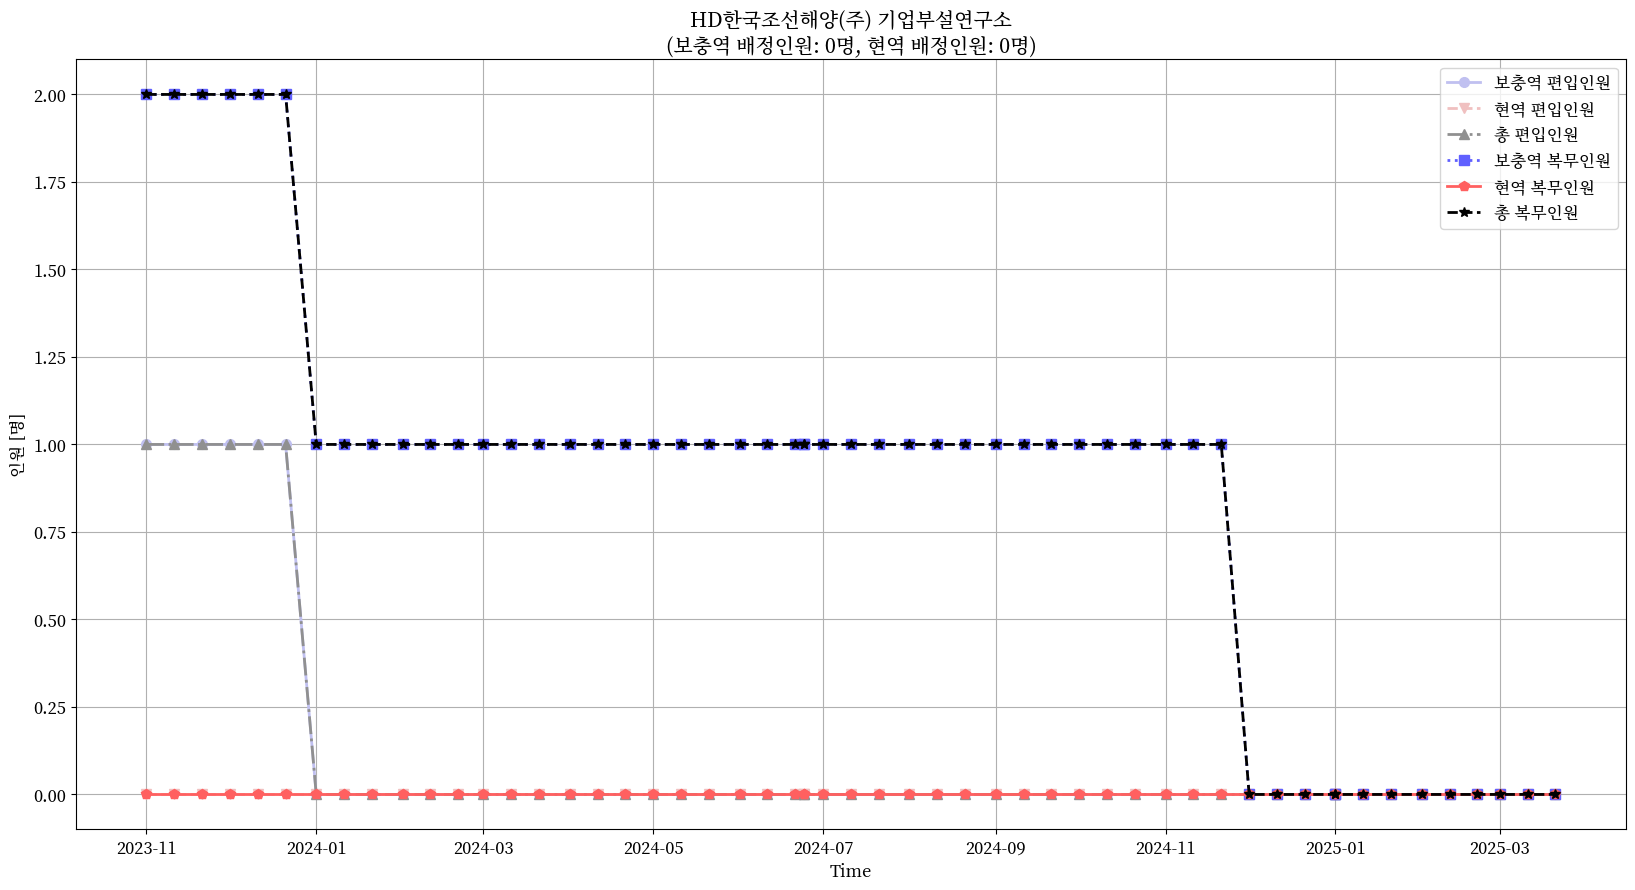 HD한국조선해양(주) 기업부설연구소
(보충역 배정인원: 0명, 현역 배정인원: 0명)
보충역 편입인원
현역 편입인원
총 편입인원
보충역 복무인원
현역 복무인원
총 복무인원
인원 [명]
2.00
1.75
1.50
1.25
1.00
0.75
0.50
0.25
0.00
2023-11
2024-01
2024-03
2024-05
2024-07
2024-09
2024-11
2025-01
2025-03
Time